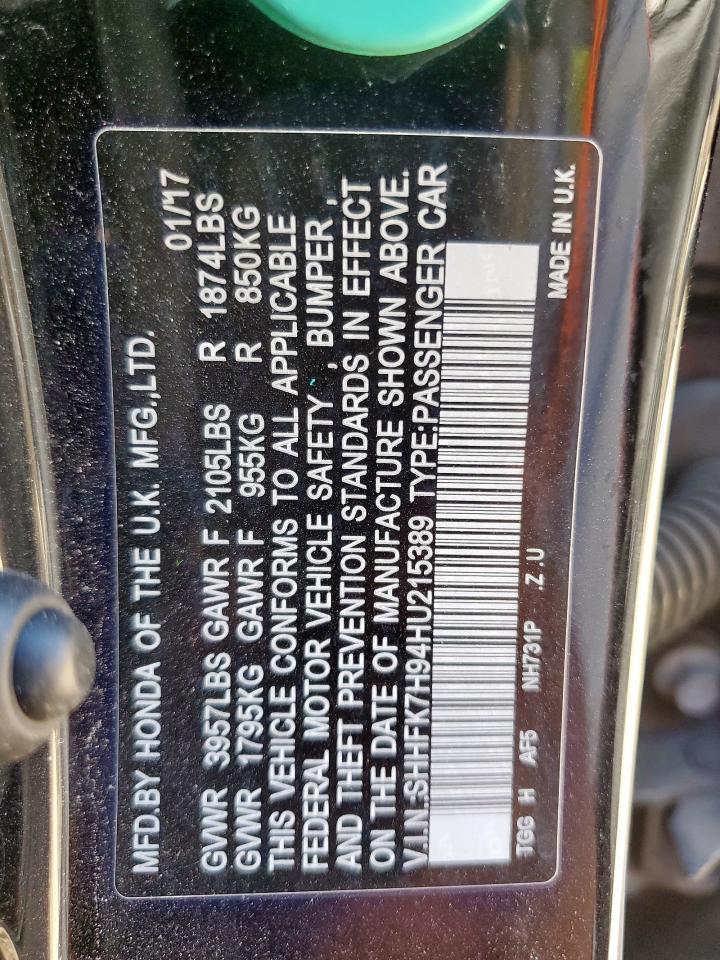 MFD.BY HONDA OF THE U.K. MFG.,LTD. 01/17
GVWR 3957LBS GAWR F 2105LBS R 1874LBS
GVWR 1795KG GAWR F 955KG R 850KG
THIS VEHICLE CONFORMS TO ALL APPLICABLE
FEDERAL MOTOR VEHICLE SAFETY , BUMPER ,
AND THEFT PREVENTION STANDARDS IN EFFECT
ON THE DATE OF MANUFACTURE SHOWN ABOVE.
V.I.N.:SHHFK7H94HU215389 TYPE:PASSENGER CAR
TGG H AF5 NH731P .Z .U MADE IN U.K.